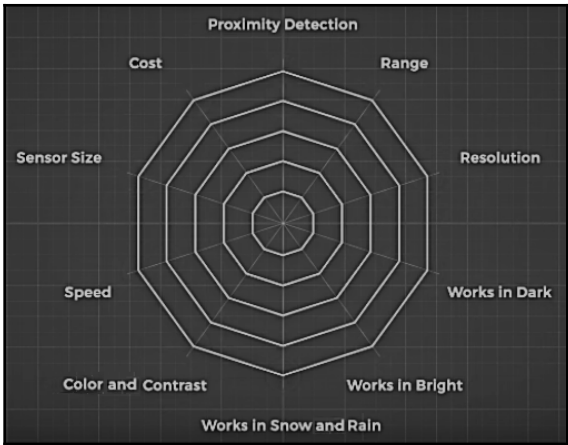 Proximity Detection
Cost
Range
Sensor Size
Resolution
Speed
Works in Dark
Color and Contrast
Works in Bright
Works in Snow and Rain